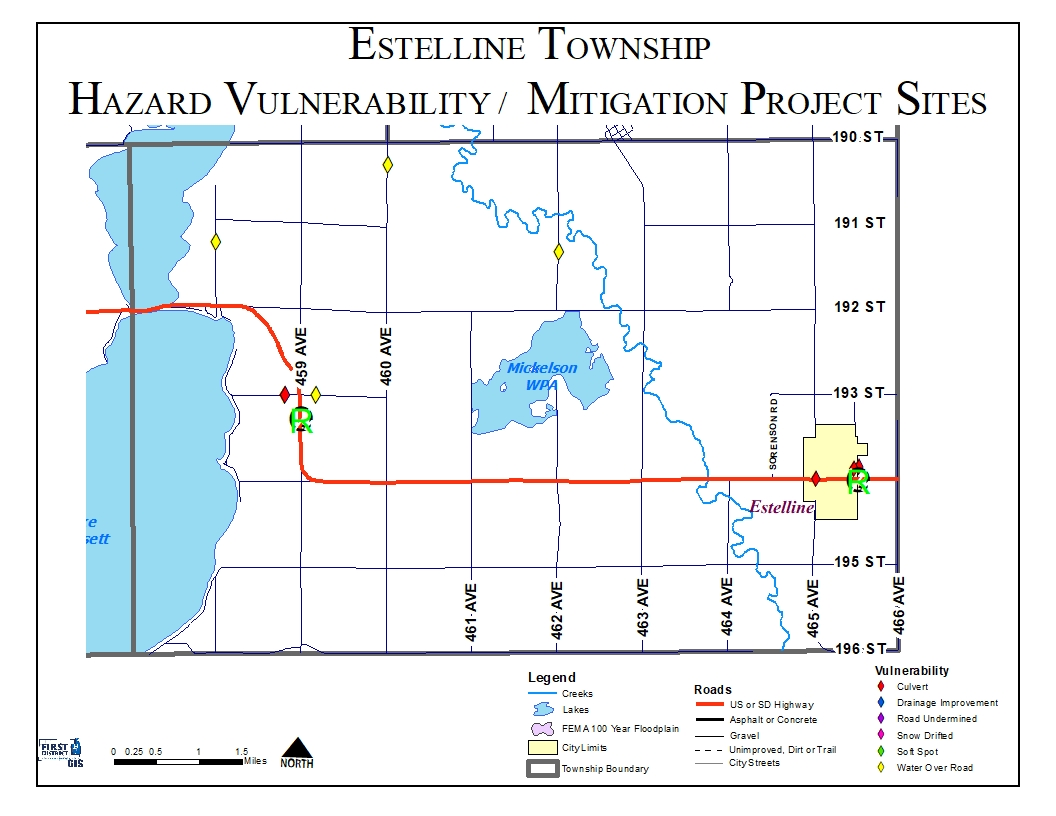 ESTELLINE TOWNSHIP
HAZARD VULNERABILITY / MITIGATION PROJECT SITES
190 ST
191 ST
192 ST
459 AVE
460 AVE
Mickelson
WPA
193 ST
SORENSON RD
R
R
Estelline
re
sett
195 ST
461 AVE
462 AVE
463 AVE
464 AVE
465 AVE
466 AVE
196 ST
Legend
Creeks
Lakes
FEMA 100 Year Floodplain
City Limits
Township Boundary
Roads
US or SD Highway
Asphalt or Concrete
Gravel
Unimproved, Dirt or Trail
City Streets
Vulnerability
Culvert
Drainage Improvement
Road Undermined
Snow Drifted
Soft Spot
Water Over Road
FIRST
DISTRICT
GIS
0 0.25 0.5 1 1.5
Miles
NORTH